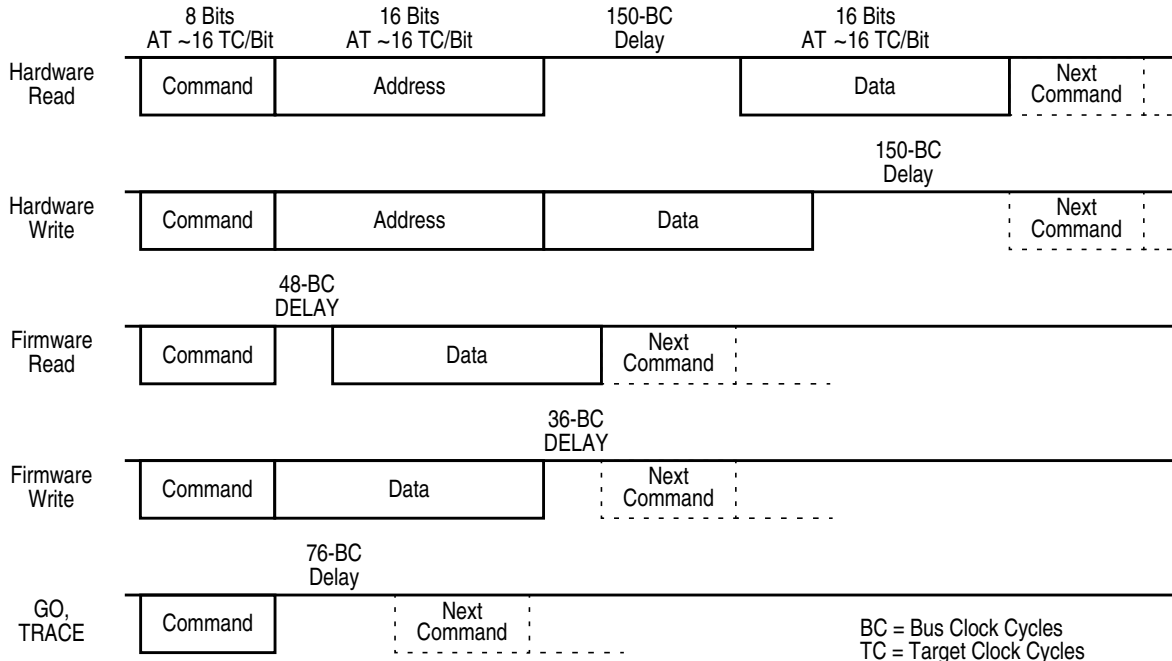 8 Bits
AT ~16 TC/Bit
16 Bits
AT ~16 TC/Bit
150-BC
Delay
16 Bits
AT ~16 TC/Bit
Hardware
Read
Command
Address
Data
Next
Command
150-BC
Delay
Hardware
Write
Command
Address
Data
Next
Command
48-BC
DELAY
Firmware
Read
Command
Data
Next
Command
36-BC
DELAY
Firmware
Write
Command
Data
Next
Command
76-BC
Delay
GO,
TRACE
Command
Next
Command
BC = Bus Clock Cycles
TC = Target Clock Cycles